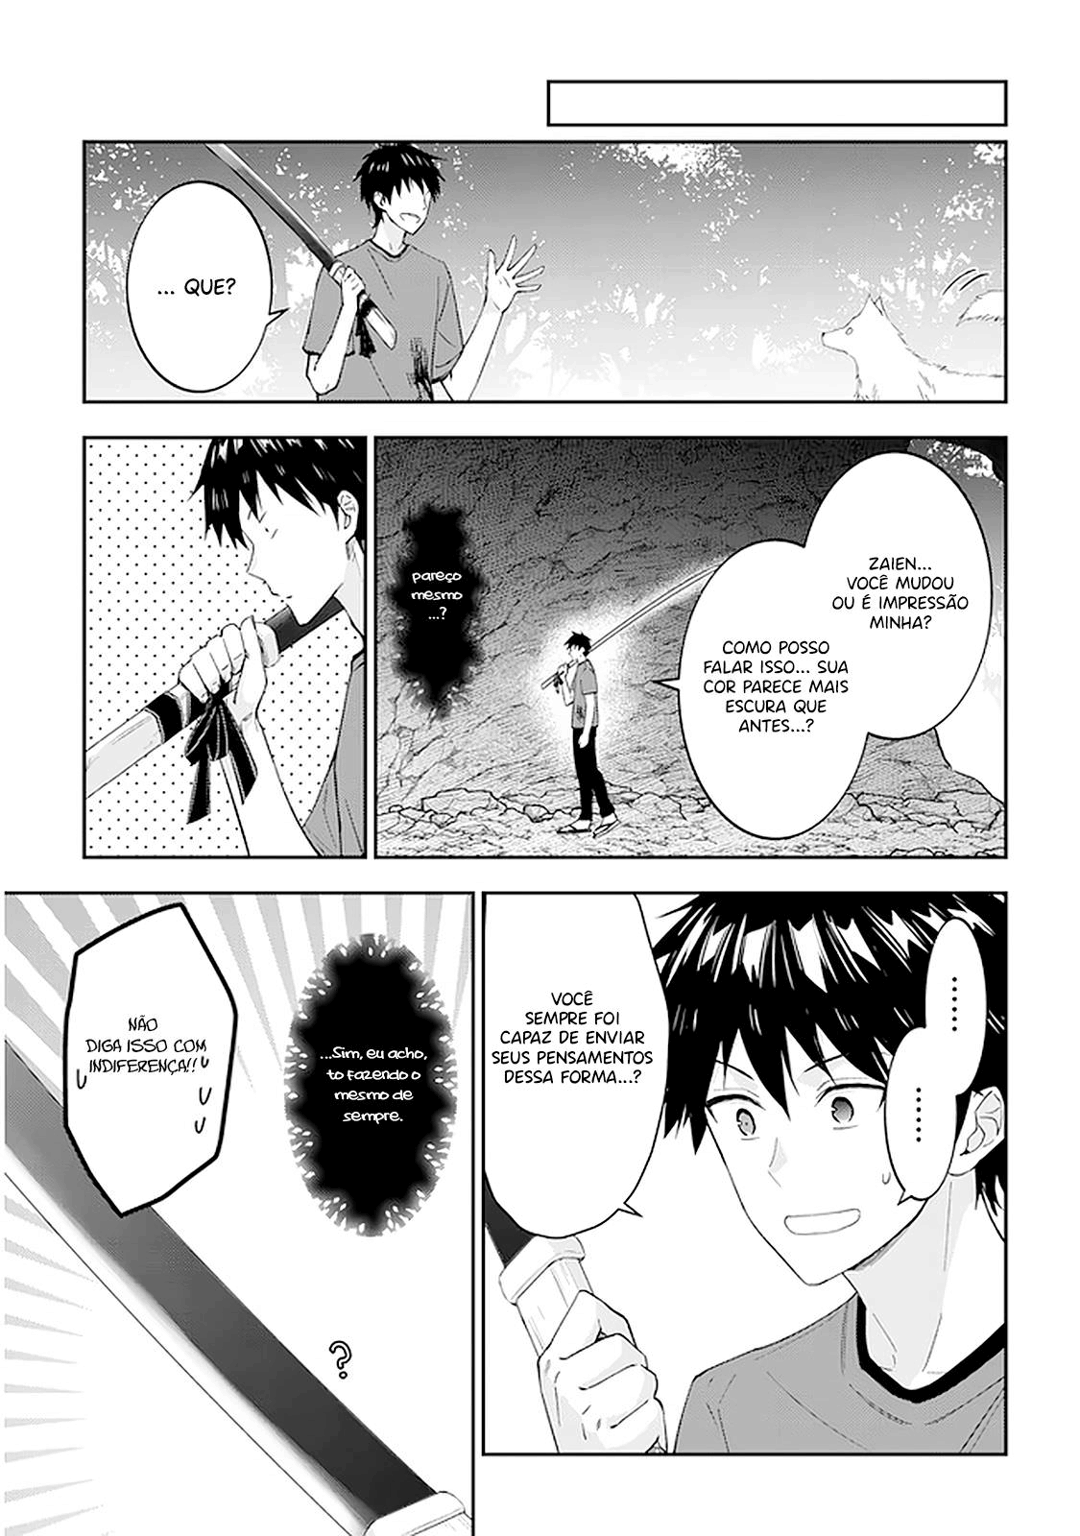 ... QUE?
ZAIEN...
VOCÊ MUDOU
OU É IMPRESSÃO
MINHA?
COMO POSSO
FALAR ISSO... SUA
COR PARECE MAIS
ESCURA QUE
ANTES...?
pareço
mesmo
...?
........
......
VOCÊ
SEMPRE FOI
CAPAZ DE ENVIAR
SEUS PENSAMENTOS
DESSA FORMA...?
...Sim, eu acho,
to fazendo o
mesmo de
sempre.
?
NÃO
DIGA ISSO COM
INDIFERENÇA!!